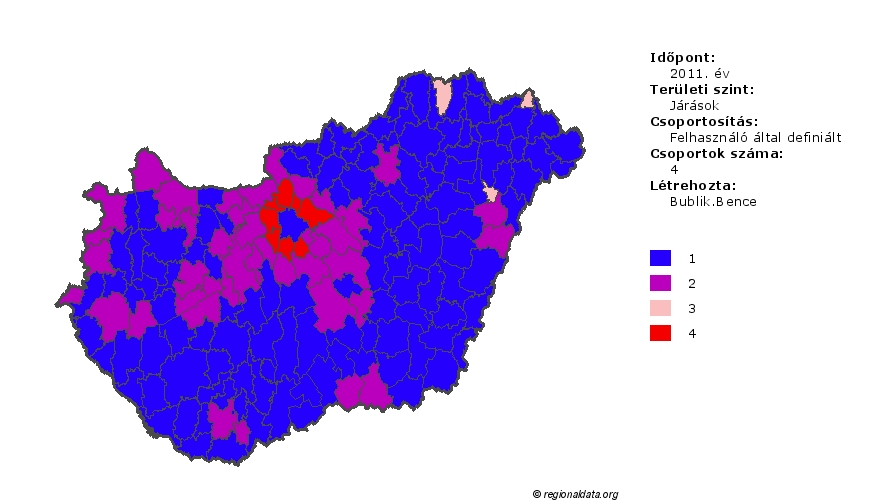 Időpont:
2011. év
Területi szint:
Járások
Csoportosítás:
Felhasználó által definiált
Csoportok száma:
4
Létrehozta:
Bublik.Bence
1
2
3
4
© regionaldata.org